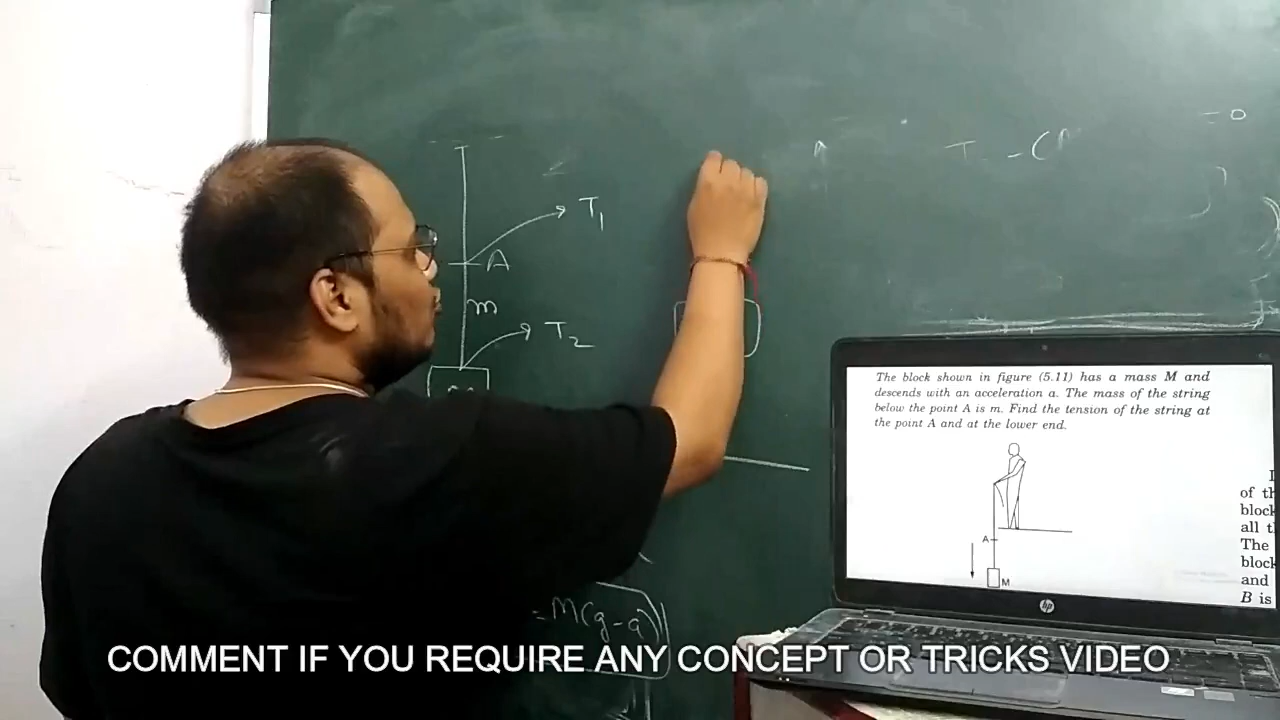 = 0
T - (A
T1
A
m
T2
= M(g-a)
The block shown in figure (5.11) has a mass M and
descends with an acceleration a. The mass of the string
below the point A is m. Find the tension of the string at
the point A and at the lower end.
A
M
of th
block
all t
The
block
and
B is
hp
COMMENT IF YOU REQUIRE ANY CONCEPT OR TRICKS VIDEO